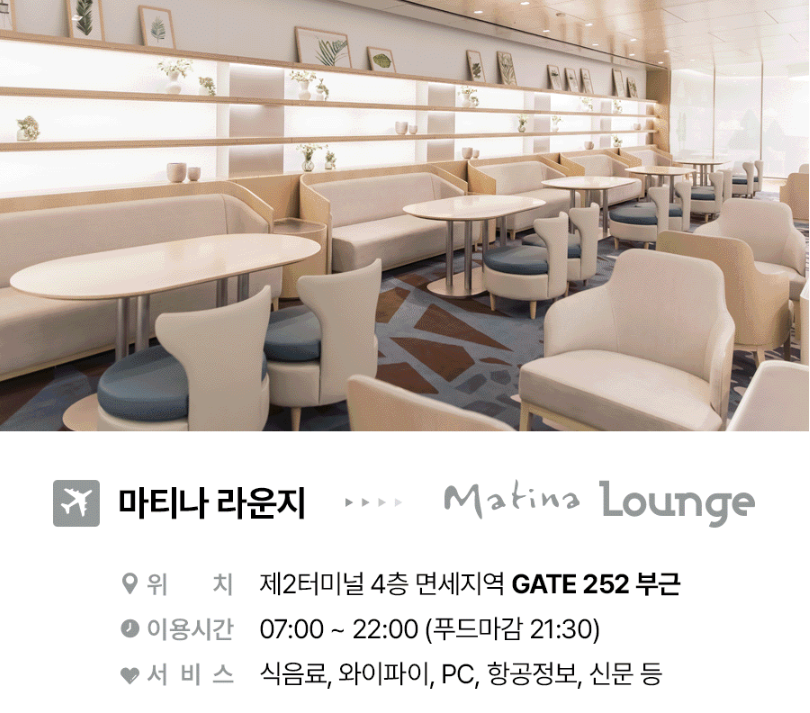 마티나 라운지 Matina Lounge
위 치 제2터미널 4층 면세지역 GATE 252 부근
이용시간 07:00 ~ 22:00 (푸드마감 21:30)
서 비 스 식음료, 와이파이, PC, 항공정보, 신문 등